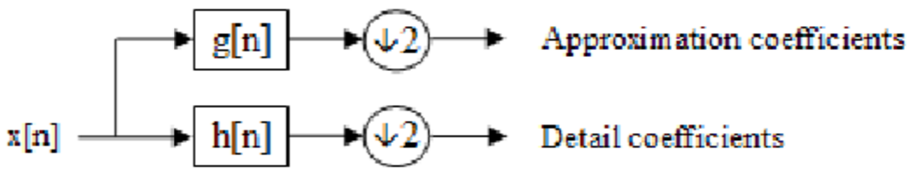 g[n] ↓2 Approximation coefficients
x[n]
h[n] ↓2 Detail coefficients